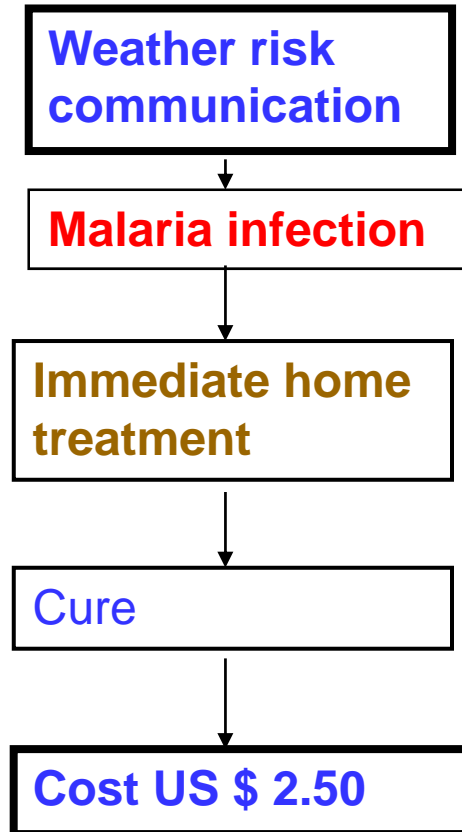 Weather risk
communication
Malaria infection
Immediate home
treatment
Cure
Cost US $ 2.50